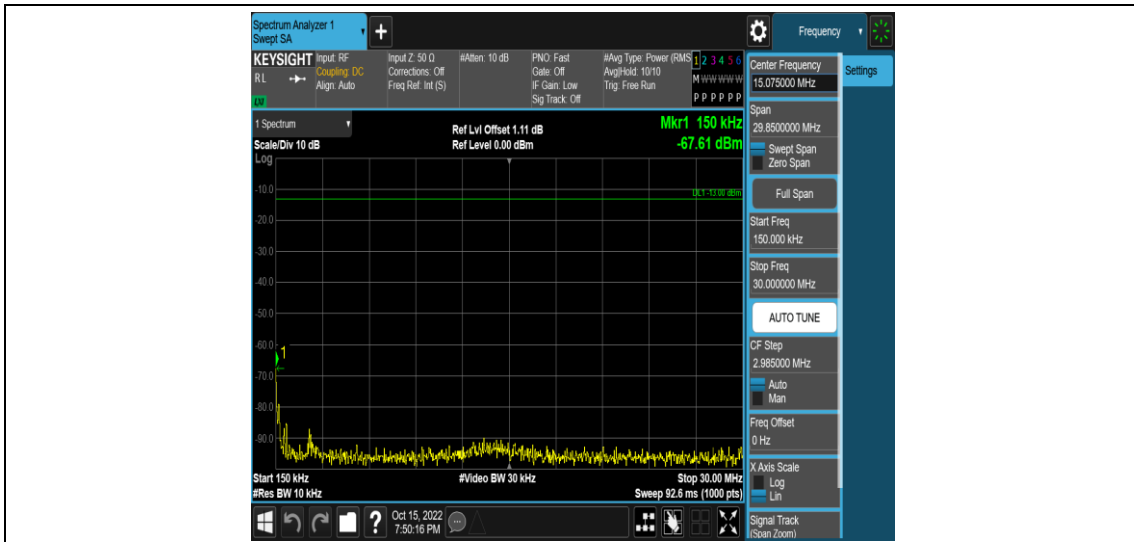 Spectrum Analyzer 1
Swept SA
+
Frequency
KEYSIGHT
RL
LM
Input: RF
Coupling: DC
Align: Auto
Input Z: 50 Ω
Corrections: Off
Freq Ref: Int (S)
#Atten: 10 dB
PNO: Fast
Gate: Off
IF Gain: Low
Sig Track: Off
#Avg Type: Power (RMS
Avg|Hold: 10/10
Trig: Free Run
1 2 3 4 5 6
M W W W W W
P P P P P P
1 Spectrum
Scale/Div 10 dB
Log
Ref Lvl Offset 1.11 dB
Ref Level 0.00 dBm
Mkr1 150 kHz
-67.61 dBm
DL1 -13.00 dBm
-10.0
-20.0
-30.0
-40.0
-50.0
-60.0
1
-70.0
-80.0
-90.0
Start 150 kHz
#Res BW 10 kHz
#Video BW 30 kHz
Stop 30.00 MHz
Sweep 92.6 ms (1000 pts)
Center Frequency
15.075000 MHz
Settings
Span
29.8500000 MHz
Swept Span
Zero Span
Full Span
Start Freq
150.000 kHz
Stop Freq
30.000000 MHz
AUTO TUNE
CF Step
2.985000 MHz
Auto
Man
Freq Offset
0 Hz
X Axis Scale
Log
Lin
Signal Track
(Span Zoom)
?
Oct 15, 2022
7:50:16 PM